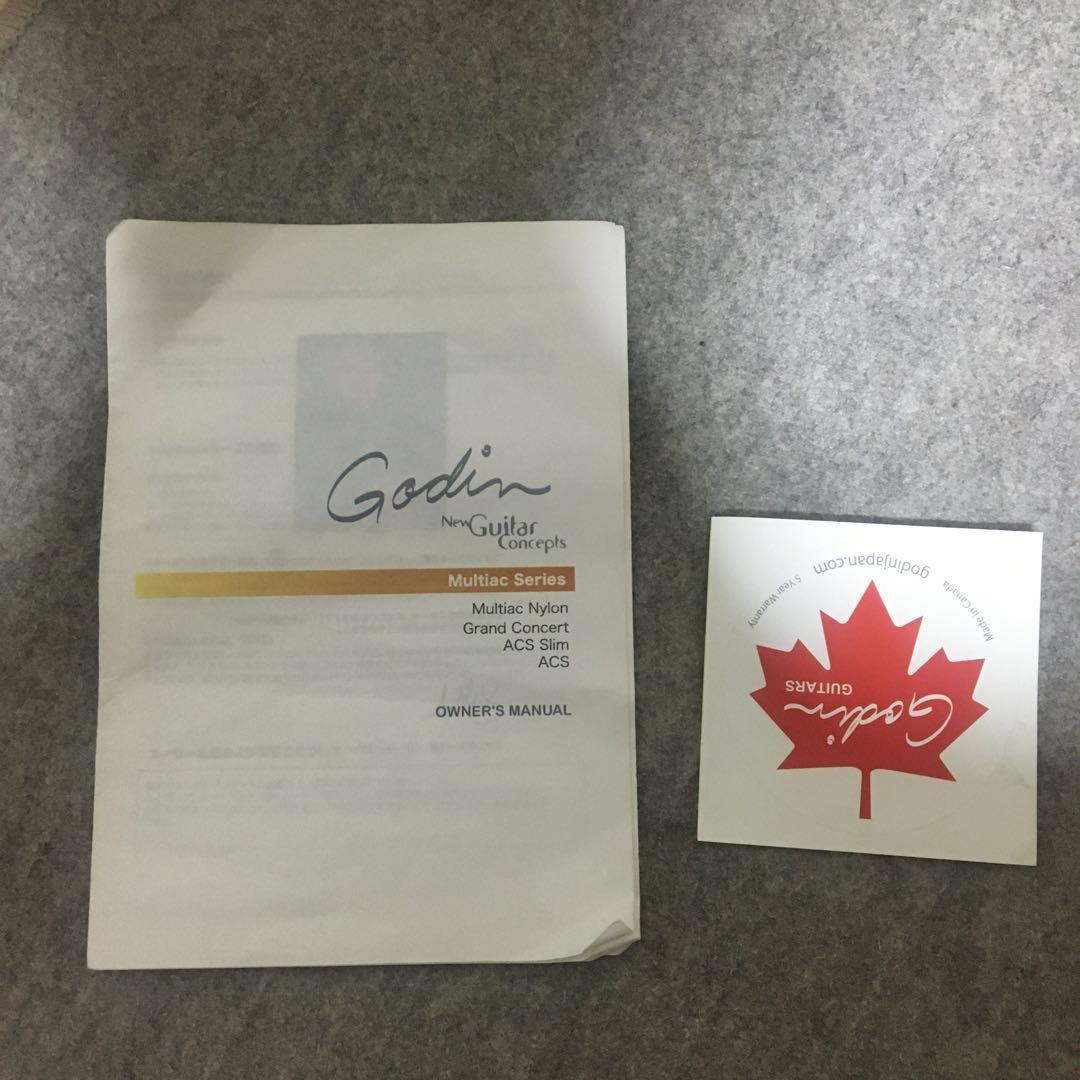 Godin
New Guitar
Concepts
Multiac Series
Multiac Nylon
Grand Concert
ACS Slim
ACS
OWNER'S MANUAL
Godin
GUITARS
Made in Canada
godinjapan.com
5 Year Warranty